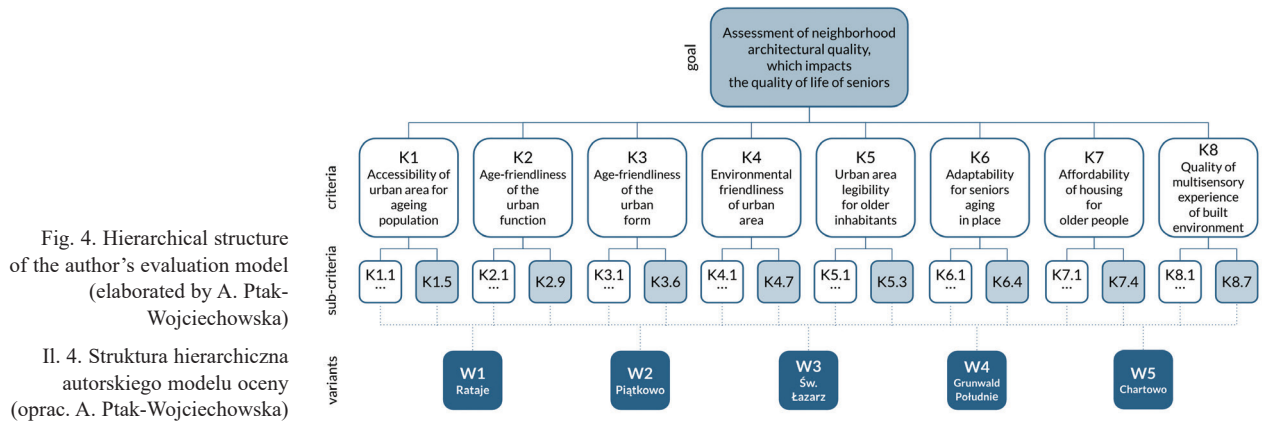 goal
Assessment of neighborhood
architectural quality,
which impacts
the quality of life of seniors
criteria
K1
Accessibility of
urban area for
ageing
population
K2
Age-friendliness
of the
urban
function
K3
Age-friendliness
of the
urban
form
K4
Environmental
friendliness
of urban
area
K5
Urban area
legibility
for older
inhabitants
K6
Adaptability
for seniors
aging
in place
K7
Affordability
of housing
for
older people
K8
Quality of
multisensory
experience
of built
environment
sub-criteria
K1.1
...
K1.5
K2.1
...
K2.9
K3.1
...
K3.6
K4.1
...
K4.7
K5.1
...
K5.3
K6.1
...
K6.4
K7.1
...
K7.4
K8.1
...
K8.7
variants
W1
Rataje
W2
Piątkowo
W3
Św.
Łazarz
W4
Grunwald
Południe
W5
Chartowo
Fig. 4. Hierarchical structure
of the author’s evaluation model
(elaborated by A. Ptak-
Wojciechowska)
Il. 4. Struktura hierarchiczna
autorskiego modelu oceny
(oprac. A. Ptak-Wojciechowska)